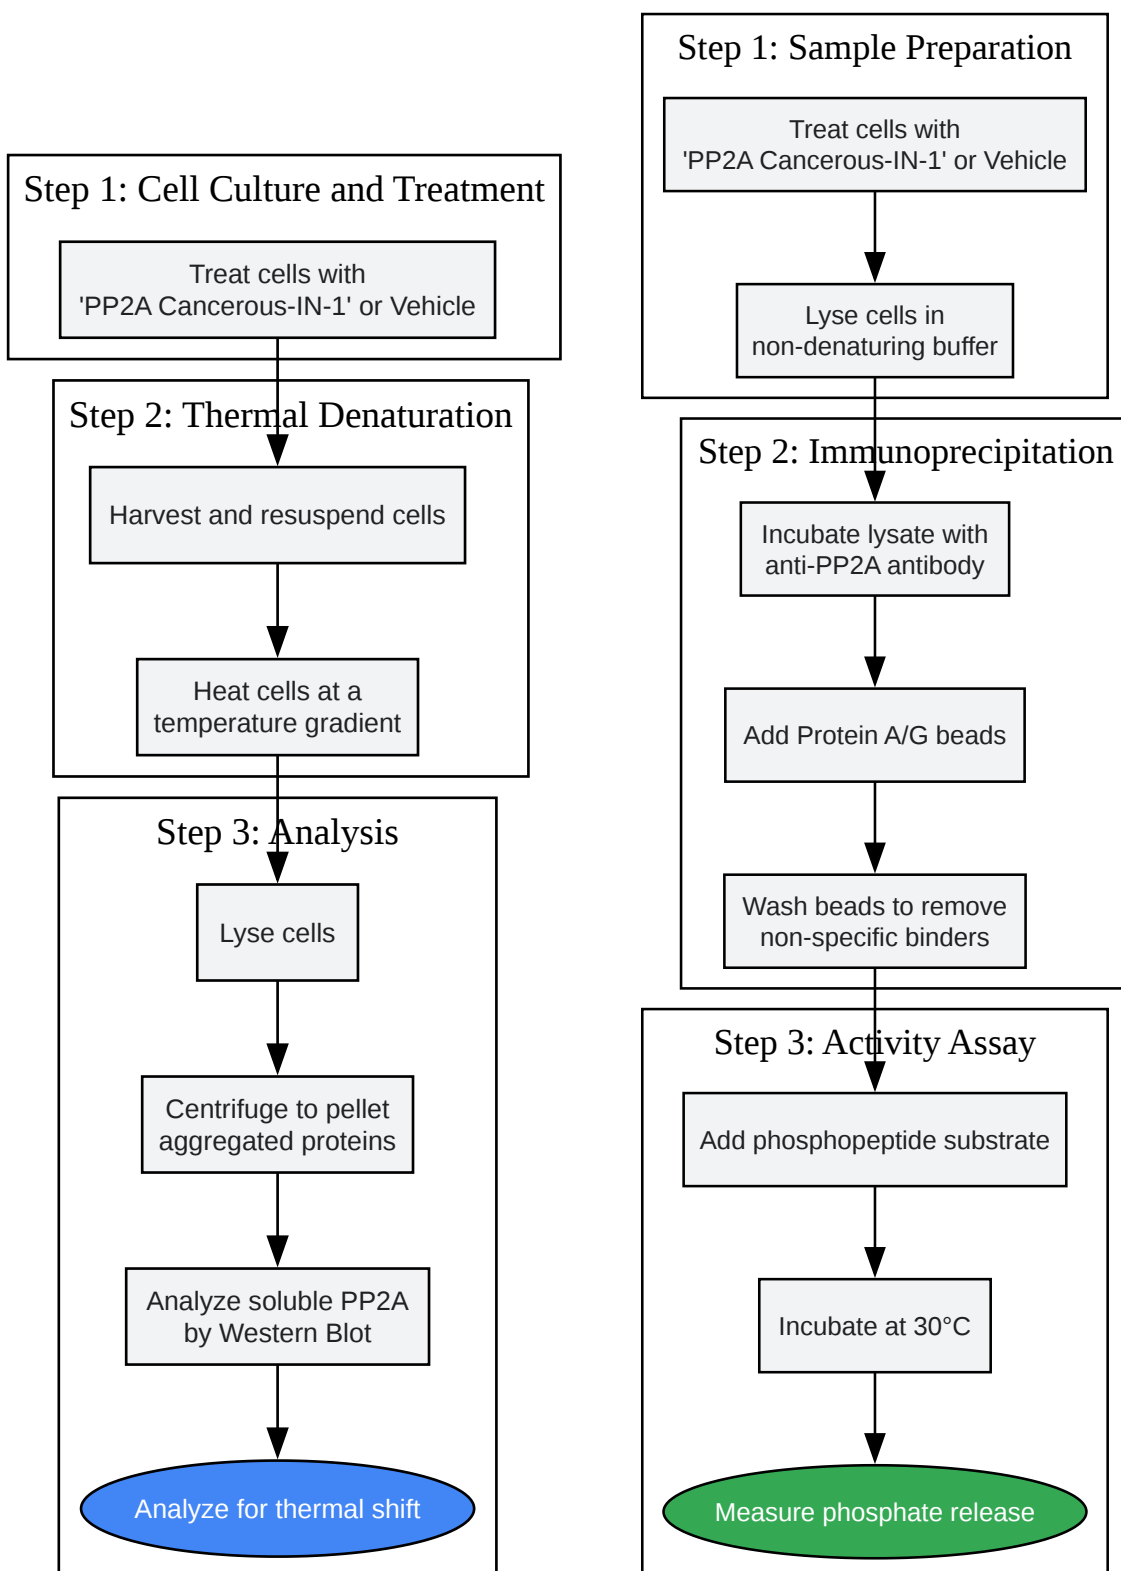 Step 1: Cell Culture and Treatment
Treat cells with
'PP2A Cancerous-IN-1' or Vehicle
Step 2: Thermal Denaturation
Harvest and resuspend cells
Heat cells at a
temperature gradient
Step 3: Analysis
Lyse cells
Centrifuge to pellet
aggregated proteins
Analyze soluble PP2A
by Western Blot
Analyze for thermal shift
Step 1: Sample Preparation
Treat cells with
'PP2A Cancerous-IN-1' or Vehicle
Lyse cells in
non-denaturing buffer
Step 2: Immunoprecipitation
Incubate lysate with
anti-PP2A antibody
Add Protein A/G beads
Wash beads to remove
non-specific binders
Step 3: Activity Assay
Add phosphopeptide substrate
Incubate at 30°C
Measure phosphate release